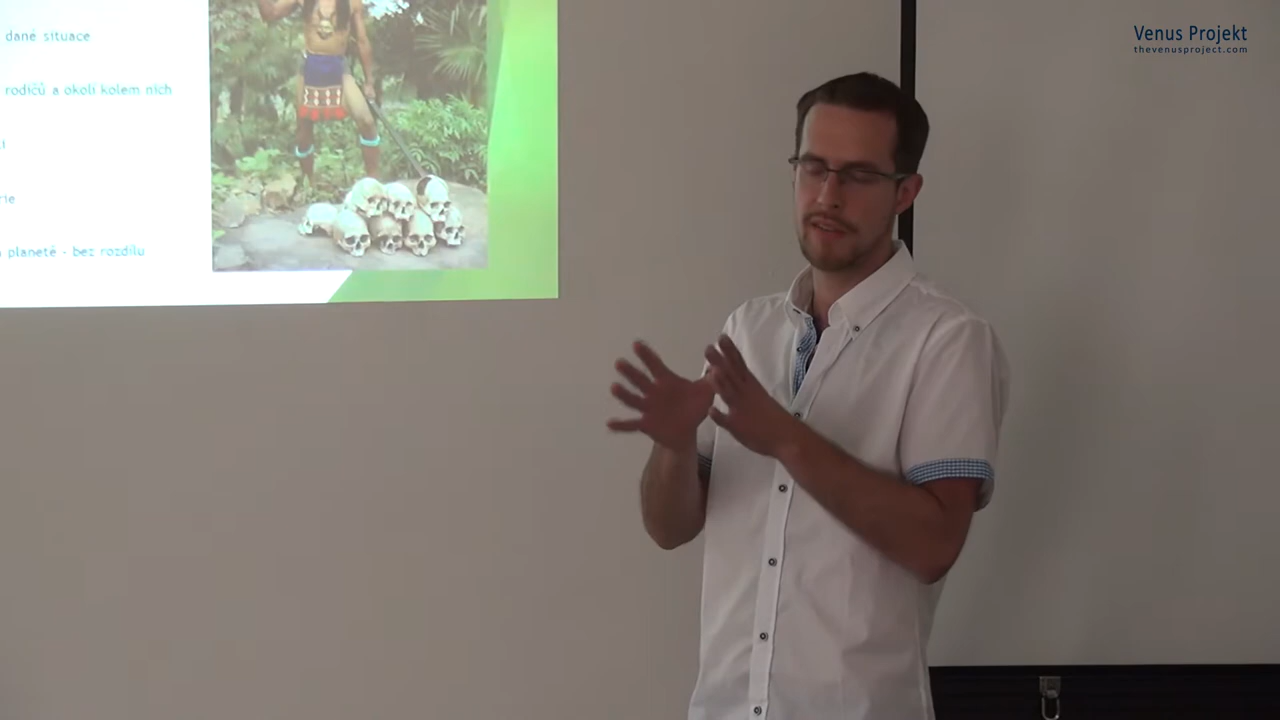 dané situace
rodičů a okolí kolem nich
planetě - bez rozdílu
Venus Projekt
thevenusproject.com